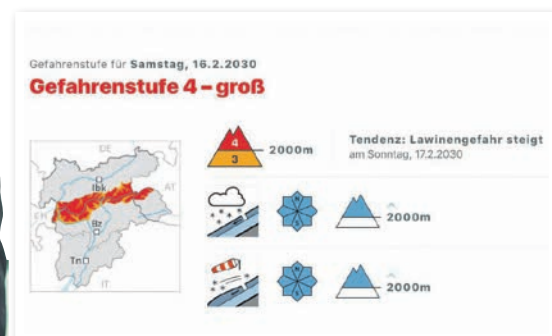 Gefahrenstufe für Samstag, 16.2.2030
Gefahrenstufe 4 – groß
DE
Ibk
AT
CH
Bz
Tn
IT
4
3
2000m
Tendenz: Lawinengefahr steigt
am Sonntag, 17.2.2030
N
S
2000m
N
S
2000m